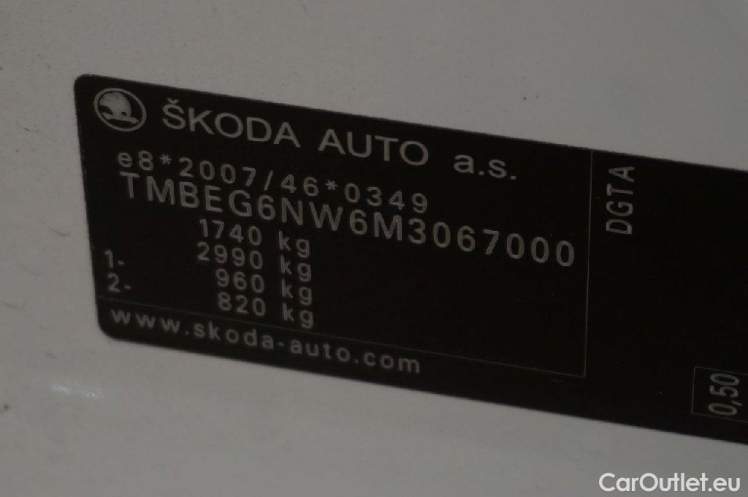 ŠKODA AUTO a.s.
e8*2007/46*0349
TMBEG6NW6M3067000
1740 kg
2990 kg
1- 960 kg
2- 820 kg
www.skoda-auto.com
DGTA
0,50
CarOutlet.eu